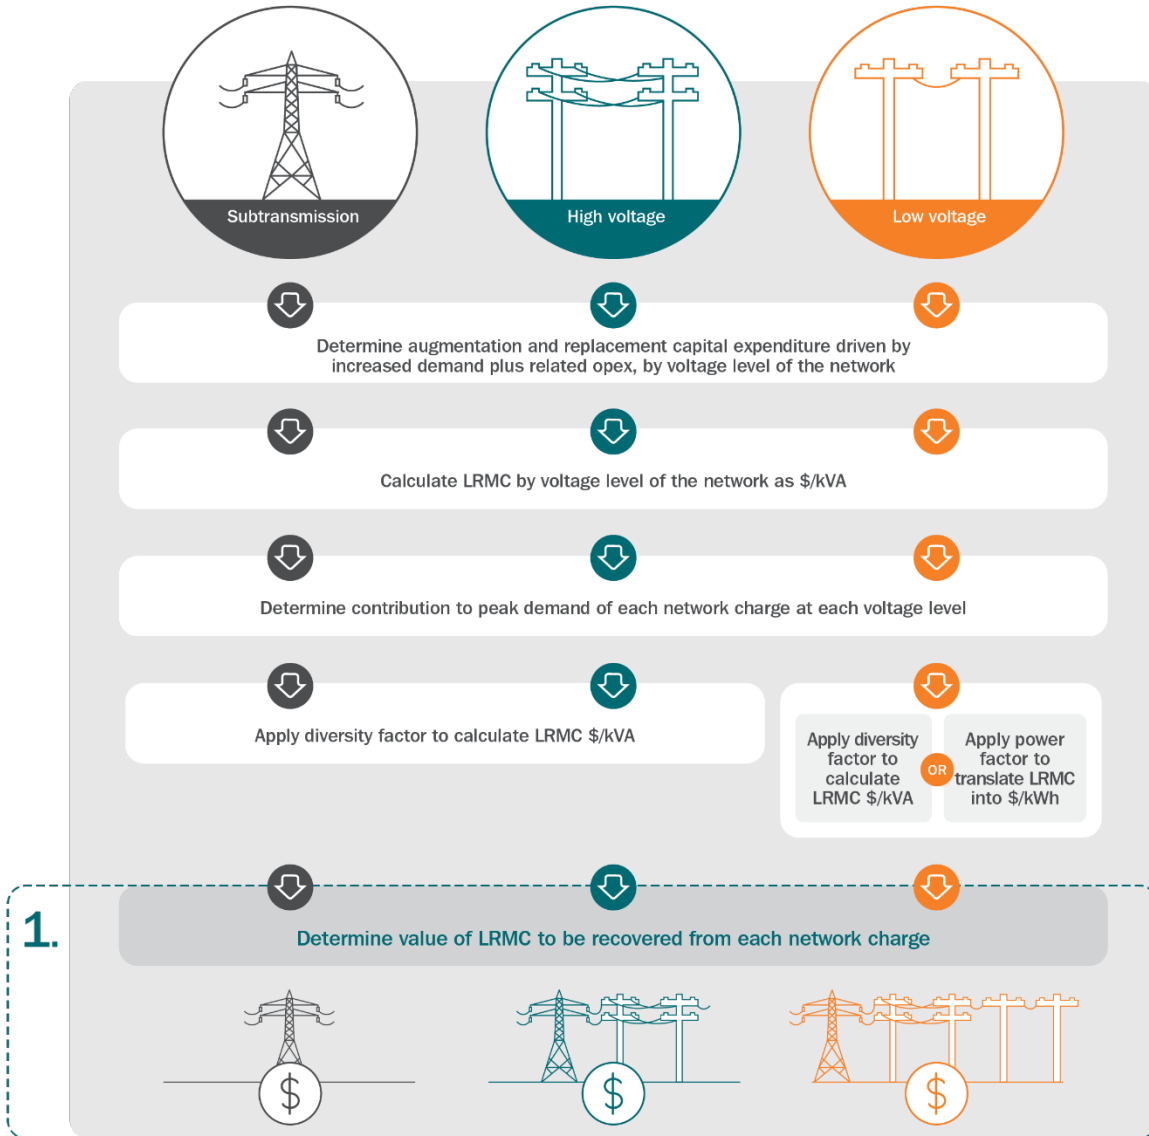 Subtransmission
High voltage
Low voltage
Determine augmentation and replacement capital expenditure driven by
increased demand plus related opex, by voltage level of the network
Calculate LRMC by voltage level of the network as $/kVA
Determine contribution to peak demand of each network charge at each voltage level
Apply diversity factor to calculate LRMC $/kVA
Apply diversity
factor to
calculate
LRMC $/kVA
OR
Apply power
factor to
translate LRMC
into $/kWh
1.
Determine value of LRMC to be recovered from each network charge
$
$
$